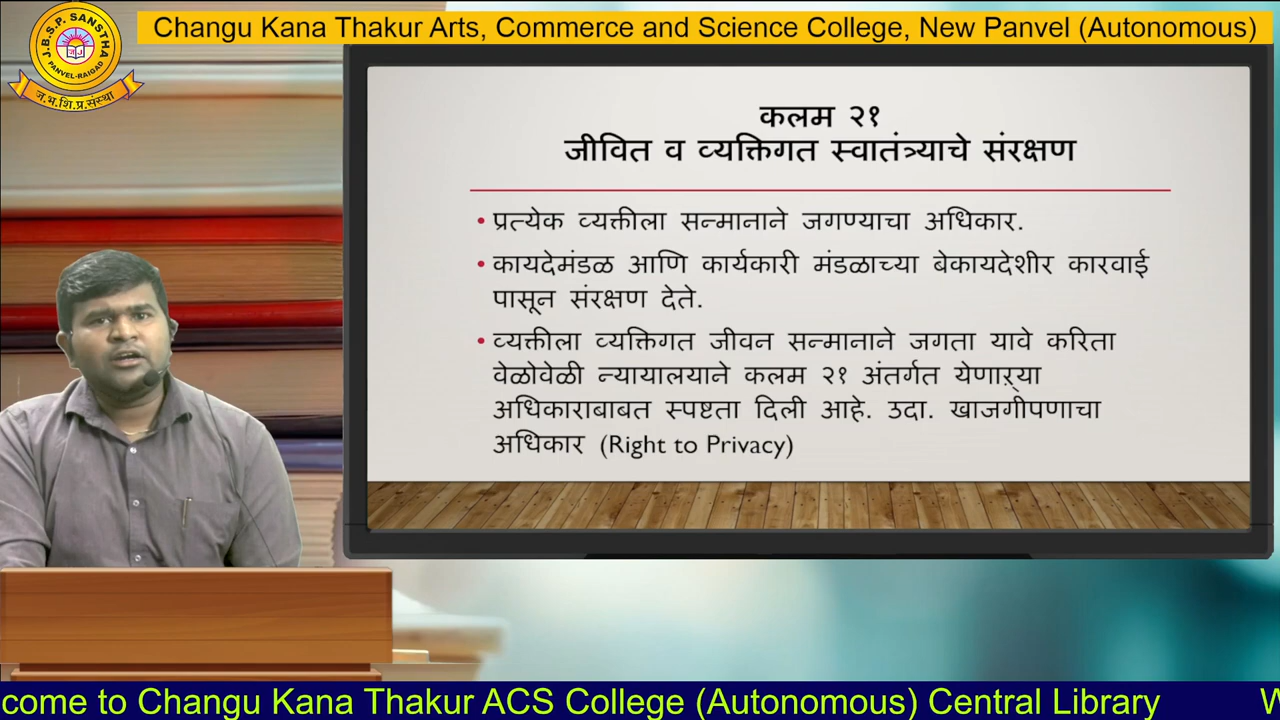 J.B.S.P. SANSTHA
PANVEL-RAIGAD
ज.भ.शि.प्र.संस्था
Changu Kana Thakur Arts, Commerce and Science College, New Panvel (Autonomous)
कलम २१
जीवित व व्यक्तिगत स्वातंत्र्याचे संरक्षण
• प्रत्येक व्यक्तीला सन्मानाने जगण्याचा अधिकार.
• कायदेमंडळ आणि कार्यकारी मंडळाच्या बेकायदेशीर कारवाई
पासून संरक्षण देते.
• व्यक्तीला व्यक्तिगत जीवन सन्मानाने जगता यावे करिता
वेळोवेळी न्यायालयाने कलम २१ अंतर्गत येणाऱ्या
अधिकाराबाबत स्पष्टता दिली आहे. उदा. खाजगीपणाचा
अधिकार (Right to Privacy)
come to Changu Kana Thakur ACS College (Autonomous) Central Library W